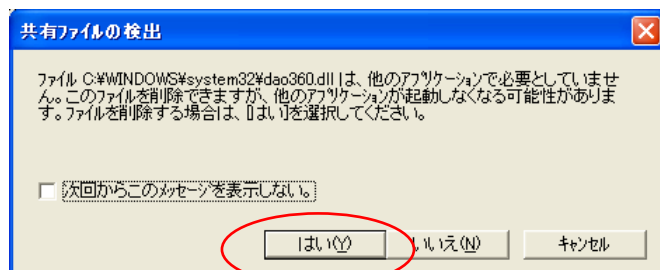 共有ファイルの検出
ファイル C:¥WINDOWS¥system32¥dao360.dll は、他のアプリケーションで必要としていませ
ん。このファイルを削除できますが、他のアプリケーションが起動しなくなる可能性がありま
す。ファイルを削除する場合は、[はい]を選択してください。
次回からこのメッセージを表示しない。
はい(Y) いいえ(N) キャンセル